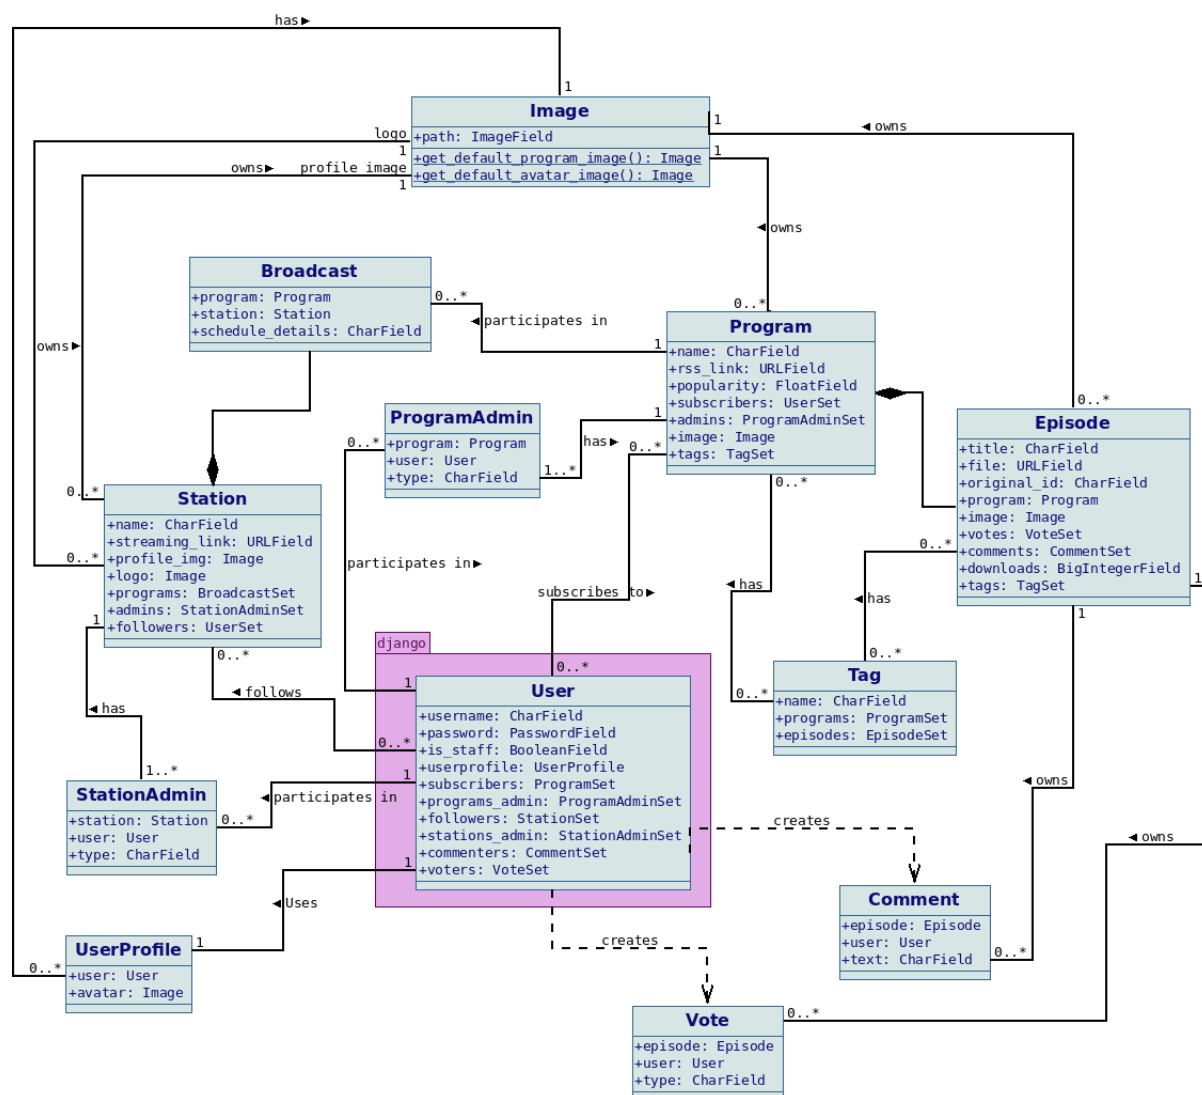 has►
1
Image
+path: ImageField
+get_default_program_image(): Image
+get_default_avatar_image(): Image
logo
1
owns►
profile image
1
1
◄owns
1
◄owns
0..*
Broadcast
+program: Program
+station: Station
+schedule_details: CharField
0..*
◄participates in
1
owns►
Program
+name: CharField
+rss_link: URLField
+popularity: FloatField
+subscribers: UserSet
+admins: ProgramAdminSet
+image: Image
+tags: TagSet
ProgramAdmin
+program: Program
+user: User
+type: CharField
0..*
1
has►
0..*
1..*
0..*
0..*
Episode
+title: CharField
+file: URLField
+original_id: CharField
+program: Program
+image: Image
+votes: VoteSet
+comments: CommentSet
+downloads: BigIntegerField
+tags: TagSet
0..*
0..*
Station
+name: CharField
+streaming_link: URLField
+profile_img: Image
+logo: Image
+programs: BroadcastSet
+admins: StationAdminSet
+followers: UserSet
1
0..*
participates in►
subscribes to►
◄has
0..*
◄has
1
1
django
1
0..*
User
+username: CharField
+password: PasswordField
+is_staff: BooleanField
+userprofile: UserProfile
+subscribers: ProgramSet
+programs_admin: ProgramAdminSet
+followers: StationSet
+stations_admin: StationAdminSet
+commenters: CommentSet
+voters: VoteSet
0..*
0..*
Tag
+name: CharField
+programs: ProgramSet
+episodes: EpisodeSet
◄follows
0..*
◄has
1..*
StationAdmin
+station: Station
+user: User
+type: CharField
1
◄participates in
0..*
1
◄Uses
1
UserProfile
+user: User
+avatar: Image
0..*
creates
◄owns
◄owns
Comment
+episode: Episode
+user: User
+text: CharField
0..*
creates
Vote
+episode: Episode
+user: User
+type: CharField
0..*